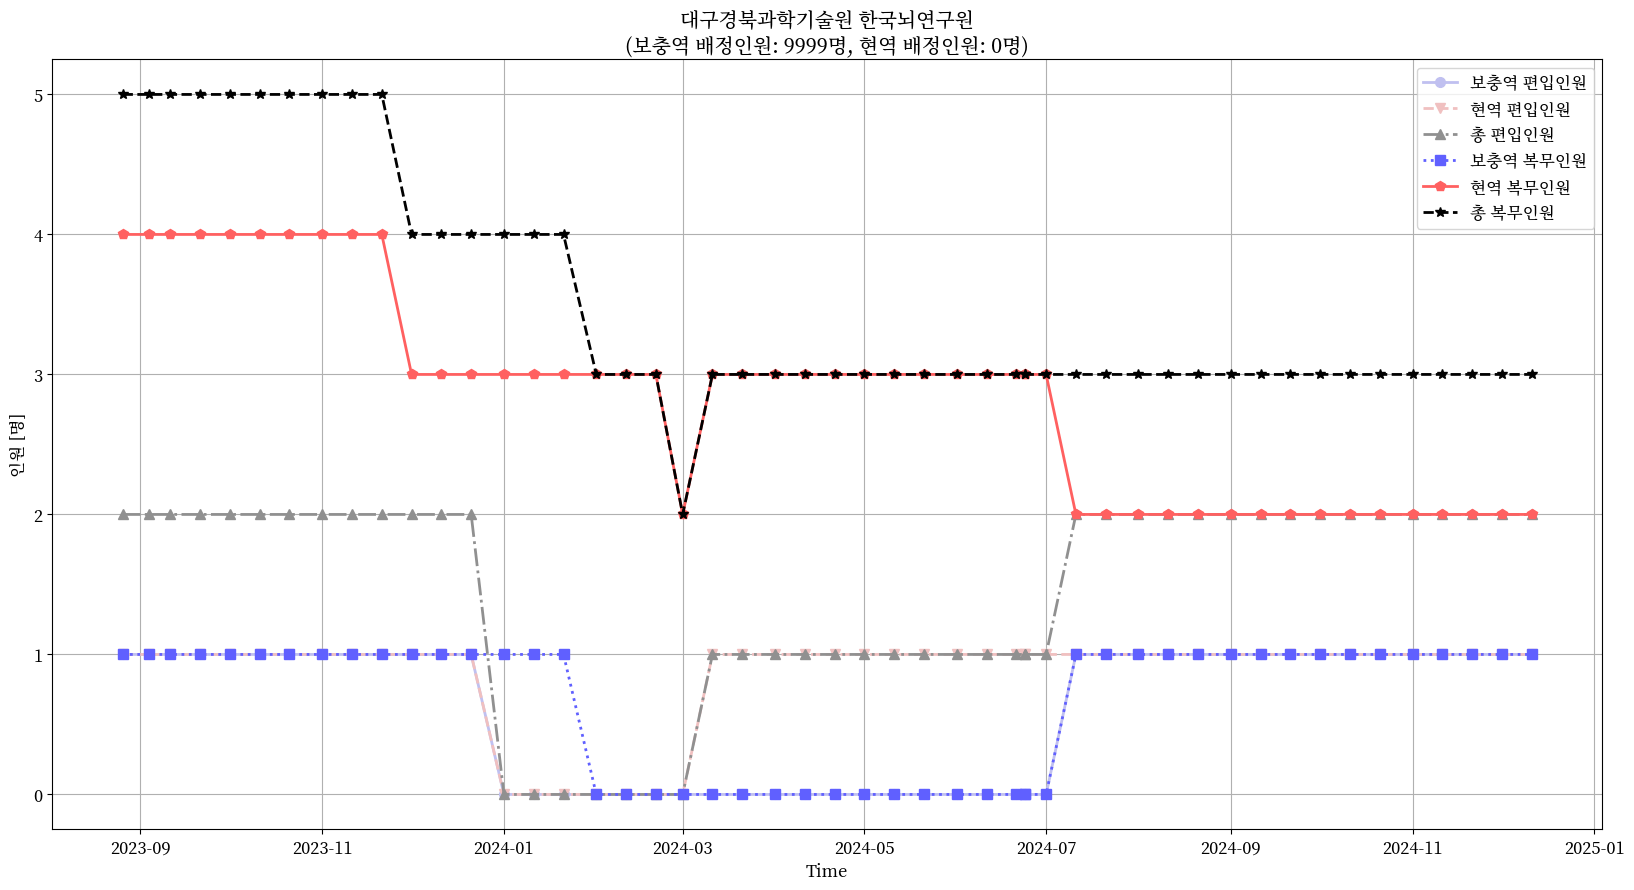 대구경북과학기술원 한국뇌연구원
(보충역 배정인원: 9999명, 현역 배정인원: 0명)
보충역 편입인원
현역 편입인원
총 편입인원
보충역 복무인원
현역 복무인원
총 복무인원
인원 [명]
5
4
3
2
1
0
2023-09
2023-11
2024-01
2024-03
2024-05
2024-07
2024-09
2024-11
2025-01
Time